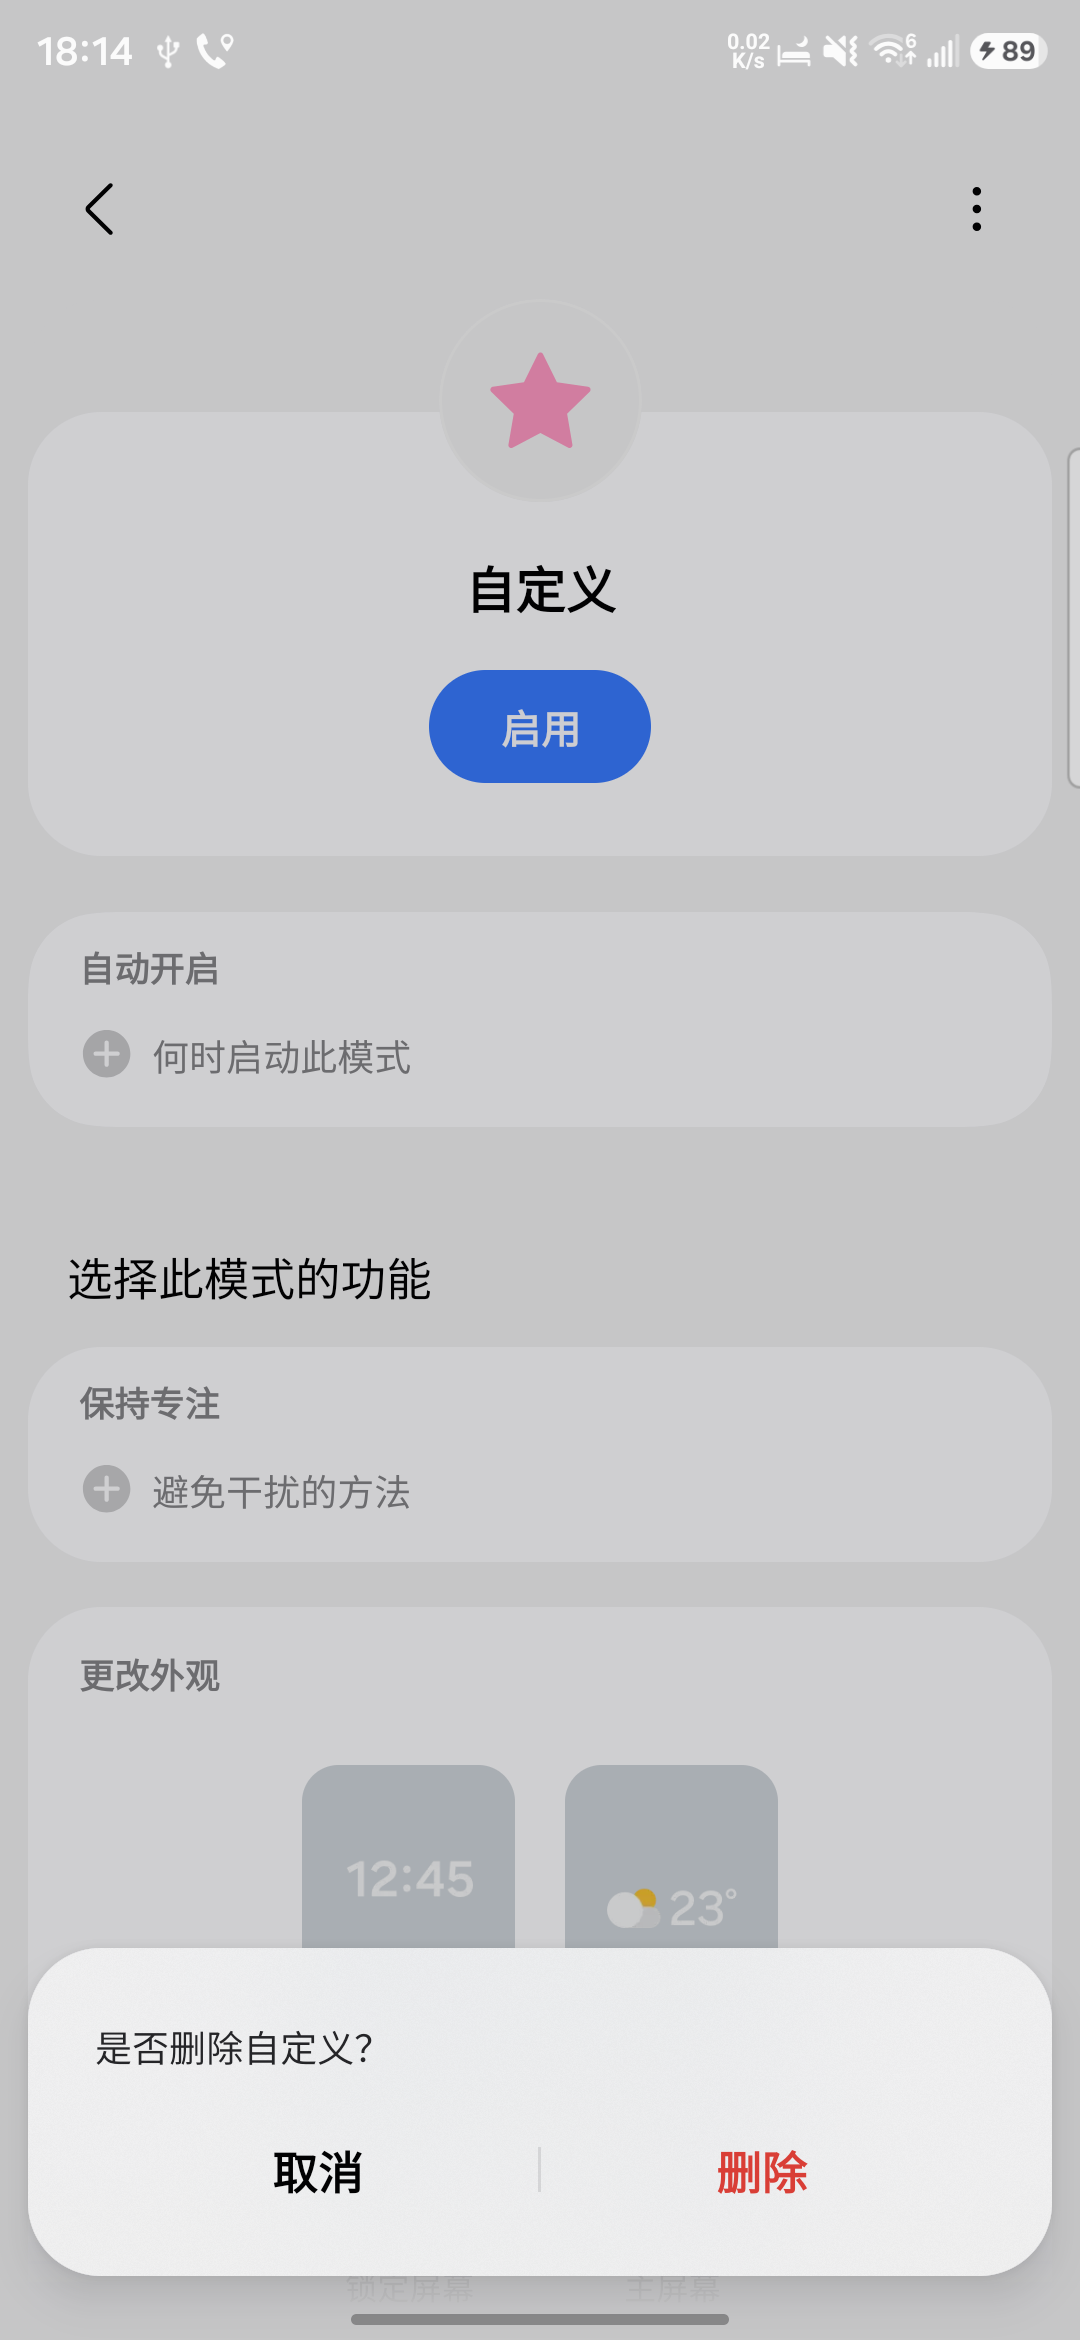 18:14
0.02
K/s
6
89
自定义
启用
自动开启
何时启动此模式
选择此模式的功能
保持专注
避免干扰的方法
更改外观
12:45
23°
是否删除自定义？
取消
删除
锁定屏幕
主屏幕